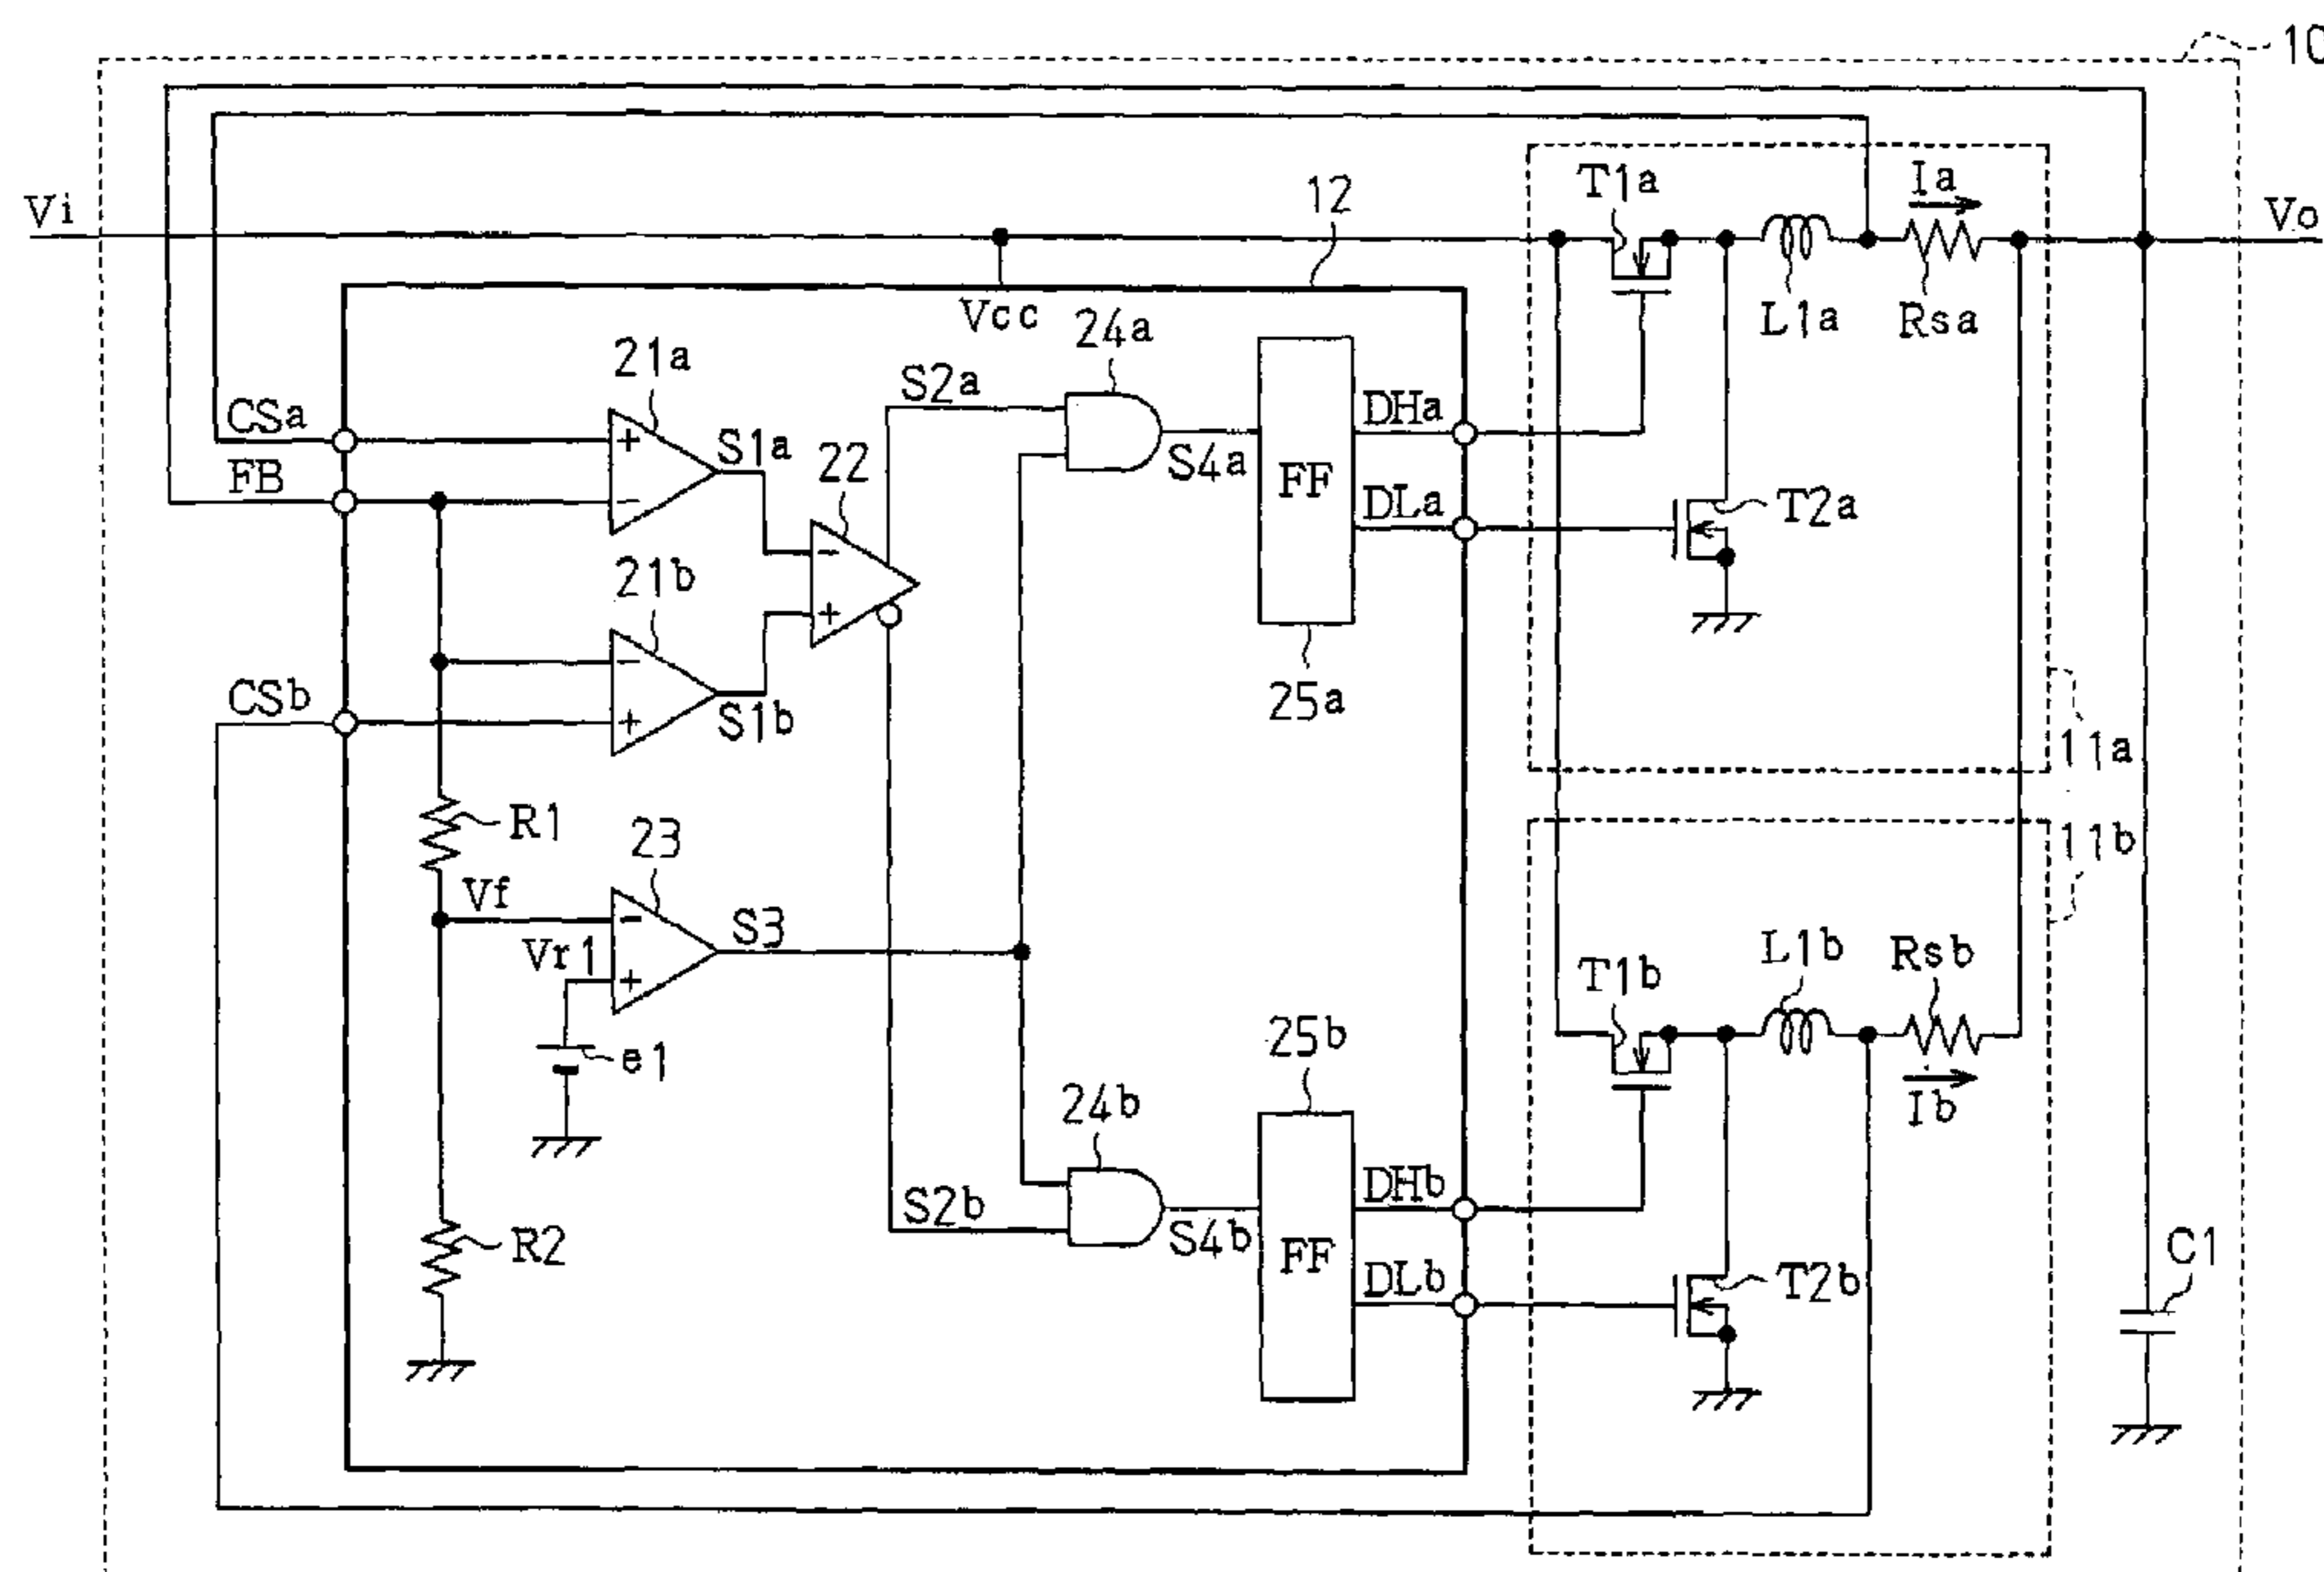 10
Vi
T1a
Ia
Vo
12
Vcc
L1a
Rsa
24a
21a
S2a
CSa
+
S1a
DHa
FB
-
22
S4a
FF
DLa
T2a
-
21b
+
CSb
-
+
S1b
25a
11a
R1
23
11b
Vf
-
S3
L1b
Rsb
Vr1
+
T1b
25b
e1
24b
Ib
DHb
S2b
S4b
R2
FF
DLb
T2b
C1